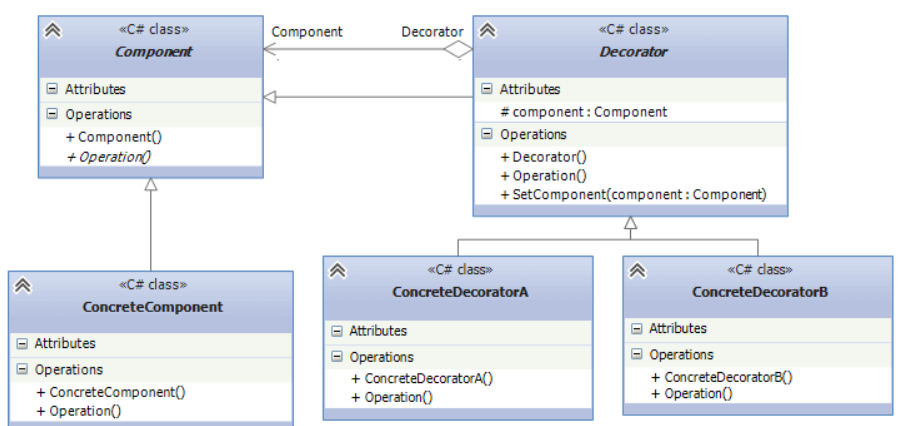 «C# class»
Component
Attributes
Operations
+ Component()
+ Operation()
Component
Decorator
«C# class»
Decorator
Attributes
# component : Component
Operations
+ Decorator()
+ Operation()
+ SetComponent(component : Component)
«C# class»
ConcreteComponent
Attributes
Operations
+ ConcreteComponent()
+ Operation()
«C# class»
ConcreteDecoratorA
Attributes
Operations
+ ConcreteDecoratorA()
+ Operation()
«C# class»
ConcreteDecoratorB
Attributes
Operations
+ ConcreteDecoratorB()
+ Operation()